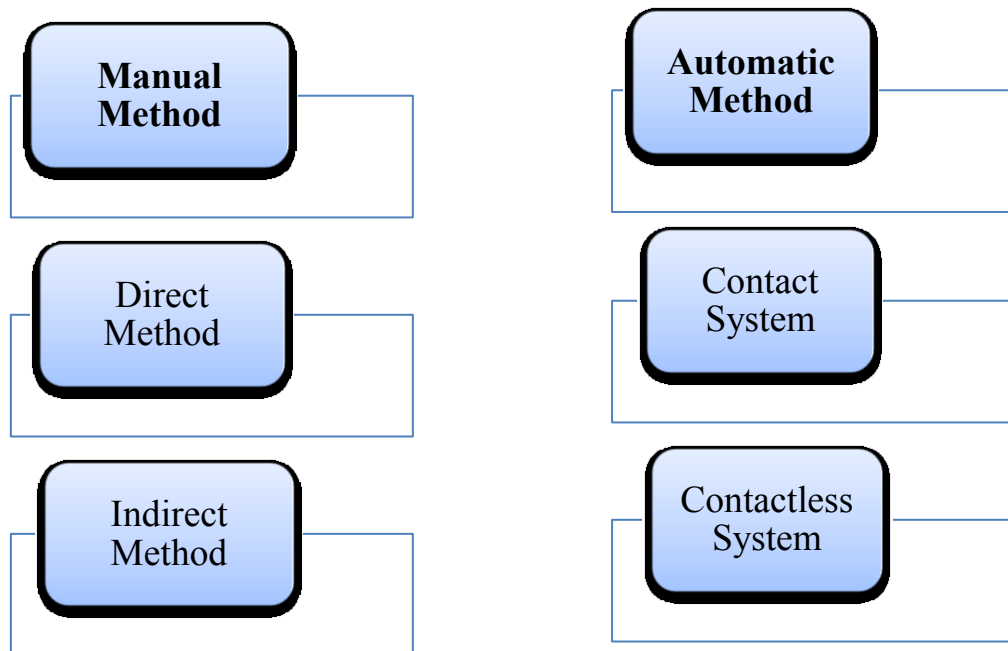 Manual
Method
Direct
Method
Indirect
Method
Automatic
Method
Contact
System
Contactless
System